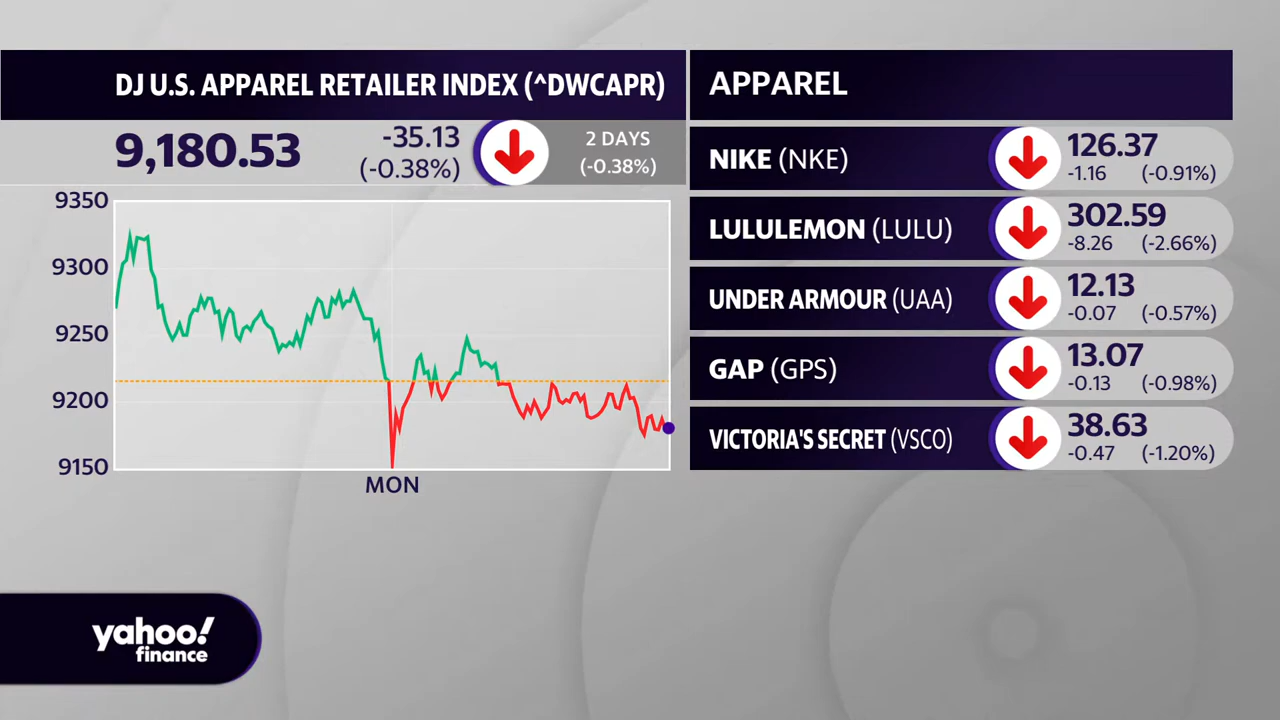 DJ U.S. APPAREL RETAILER INDEX (^DWCAPR)
9,180.53
-35.13
(-0.38%)
2 DAYS
(-0.38%)
9350
9300
9250
9200
9150
MON
APPAREL
NIKE (NKE)
126.37
-1.16 (-0.91%)
LULULEMON (LULU)
302.59
-8.26 (-2.66%)
UNDER ARMOUR (UAA)
12.13
-0.07 (-0.57%)
GAP (GPS)
13.07
-0.13 (-0.98%)
VICTORIA'S SECRET (VSCO)
38.63
-0.47 (-1.20%)
yahoo!
finance